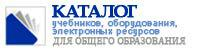 КАТАЛОГ
учебников, оборудования,
электронных ресурсов
ДЛЯ ОБЩЕГО ОБРАЗОВАНИЯ